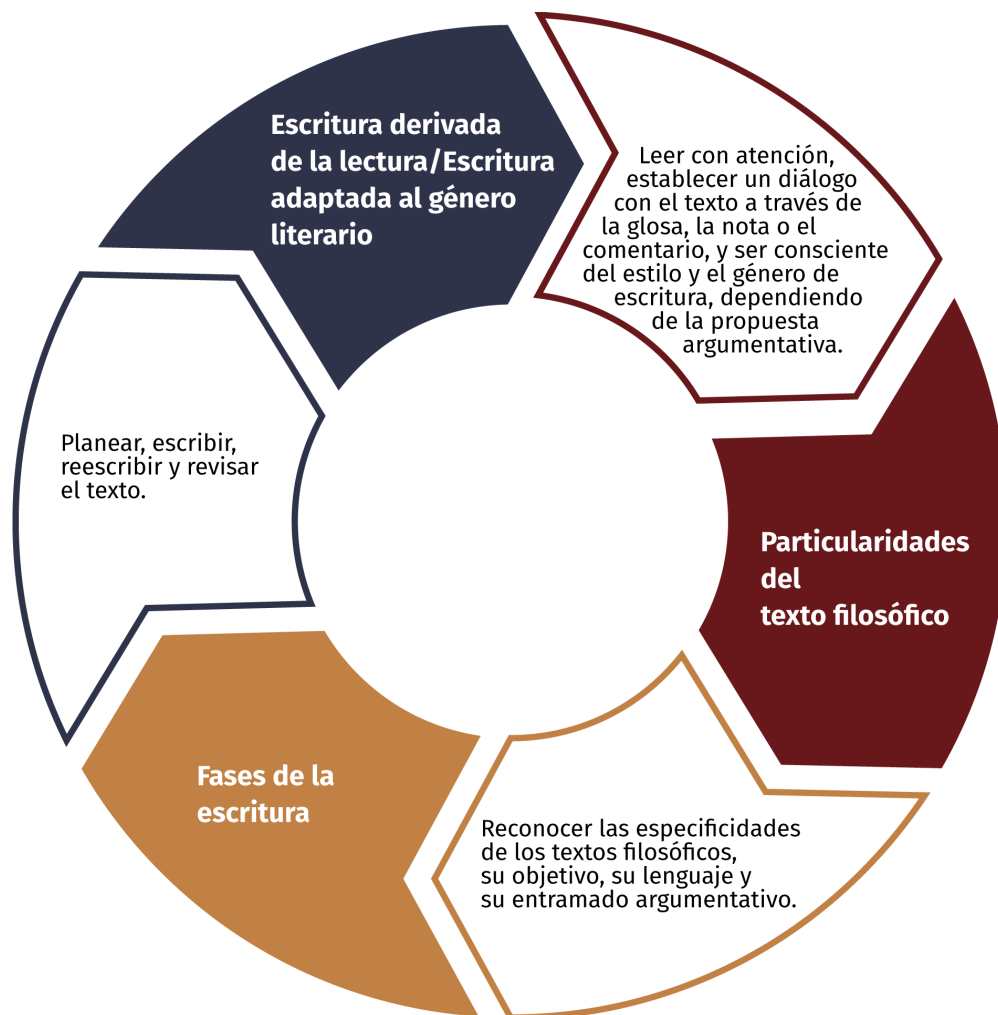 Escritura derivada
de la lectura/Escritura
adaptada al género
literario
Leer con atención,
establecer un diálogo
con el texto a través de
la glosa, la nota o el
comentario, y ser consciente
del estilo y el género de
escritura, dependiendo
de la propuesta
argumentativa.
Particularidades
del
texto filosófico
Reconocer las especificidades
de los textos filosóficos,
su objetivo, su lenguaje y
su entramado argumentativo.
Fases de la
escritura
Planear, escribir,
reescribir y revisar
el texto.